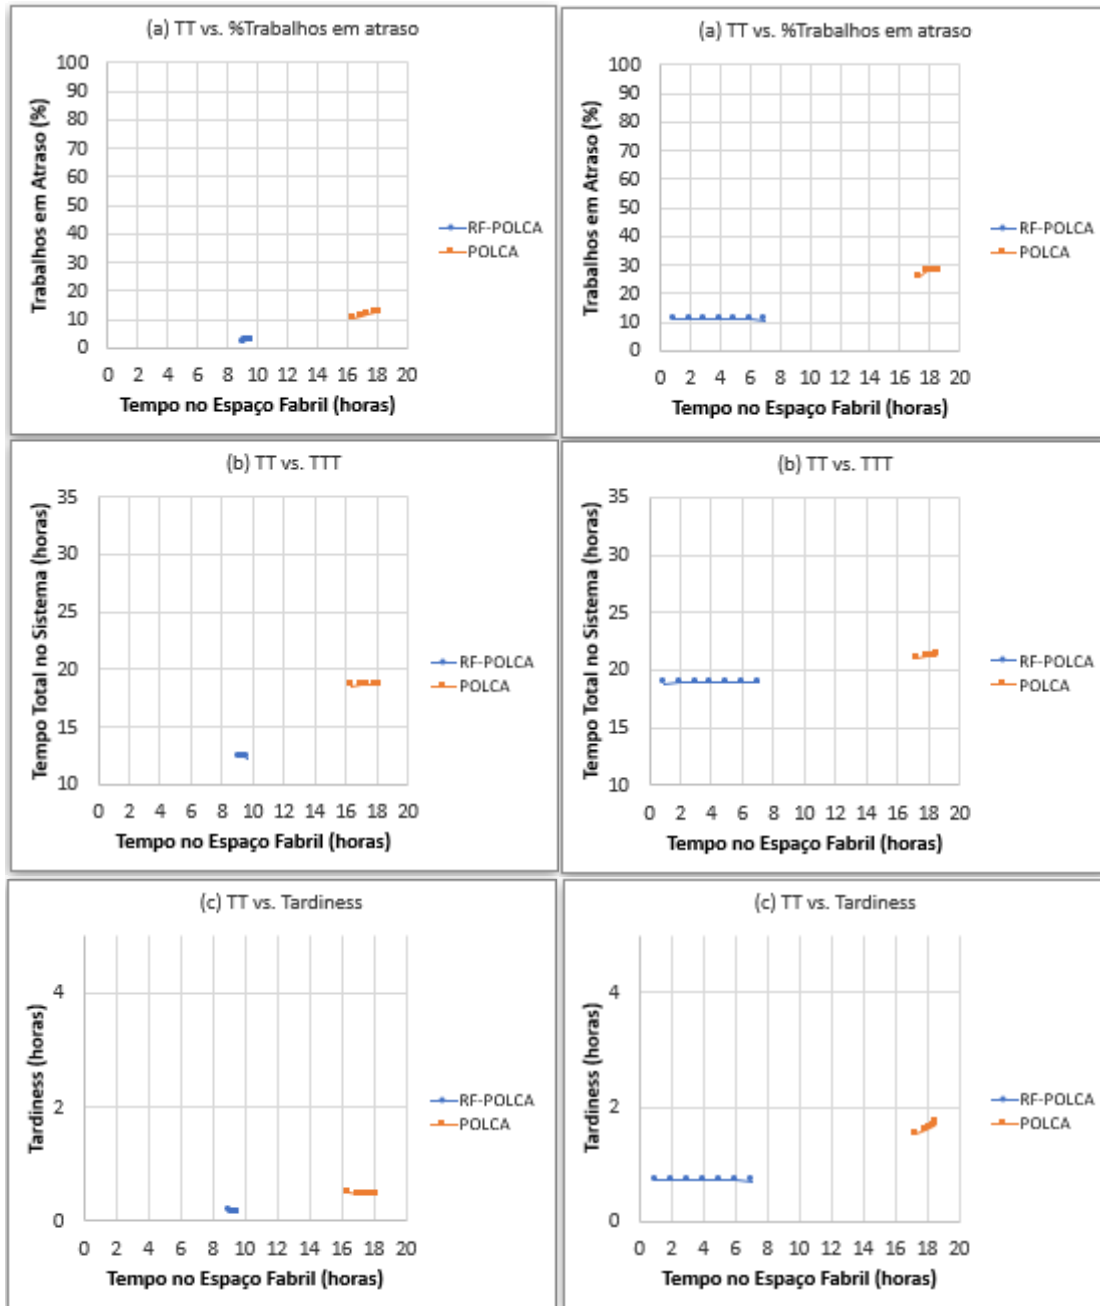 (a) TT vs. %Trabalhos em atraso
Trabalhos em Atraso (%)
100
90
80
70
60
50
40
30
20
10
0
0 2 4 6 8 10 12 14 16 18 20
Tempo no Espaço Fabril (horas)
RF-POLCA
POLCA
(a) TT vs. %Trabalhos em atraso
Trabalhos em Atraso (%)
100
90
80
70
60
50
40
30
20
10
0
0 2 4 6 8 10 12 14 16 18 20
Tempo no Espaço Fabril (horas)
RF-POLCA
POLCA
(b) TT vs. TTT
Tempo Total no Sistema (horas)
35
30
25
20
15
10
0 2 4 6 8 10 12 14 16 18 20
Tempo no Espaço Fabril (horas)
RF-POLCA
POLCA
(b) TT vs. TTT
Tempo Total no Sistema (horas)
35
30
25
20
15
10
0 2 4 6 8 10 12 14 16 18 20
Tempo no Espaço Fabril (horas)
RF-POLCA
POLCA
(c) TT vs. Tardiness
Tardiness (horas)
4
2
0
0 2 4 6 8 10 12 14 16 18 20
Tempo no Espaço Fabril (horas)
RF-POLCA
POLCA
(c) TT vs. Tardiness
Tardiness (horas)
4
2
0
0 2 4 6 8 10 12 14 16 18 20
Tempo no Espaço Fabril (horas)
RF-POLCA
POLCA